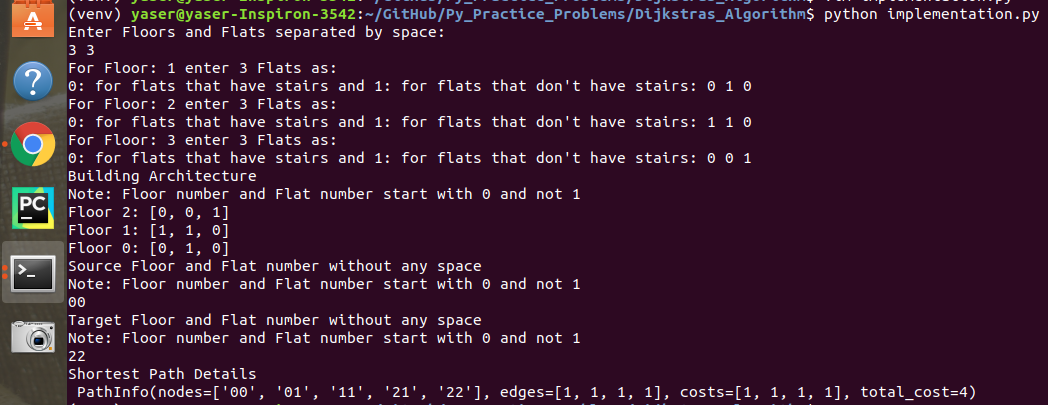 (venv) yaser@yaser-Inspiron-3542:~/GitHub/Py_Practice_Problems/Dijkstras_Algorithm$ python implementation.py
Enter Floors and Flats separated by space:
3 3
For Floor: 1 enter 3 Flats as:
0: for flats that have stairs and 1: for flats that don't have stairs: 0 1 0
For Floor: 2 enter 3 Flats as:
0: for flats that have stairs and 1: for flats that don't have stairs: 1 1 0
For Floor: 3 enter 3 Flats as:
0: for flats that have stairs and 1: for flats that don't have stairs: 0 0 1
Building Architecture
Note: Floor number and Flat number start with 0 and not 1
Floor 2: [0, 0, 1]
Floor 1: [1, 1, 0]
Floor 0: [0, 1, 0]
Source Floor and Flat number without any space
Note: Floor number and Flat number start with 0 and not 1
00
Target Floor and Flat number without any space
Note: Floor number and Flat number start with 0 and not 1
22
Shortest Path Details
PathInfo(nodes=['00', '01', '11', '21', '22'], edges=[1, 1, 1, 1], costs=[1, 1, 1, 1], total_cost=4)
PC
>_